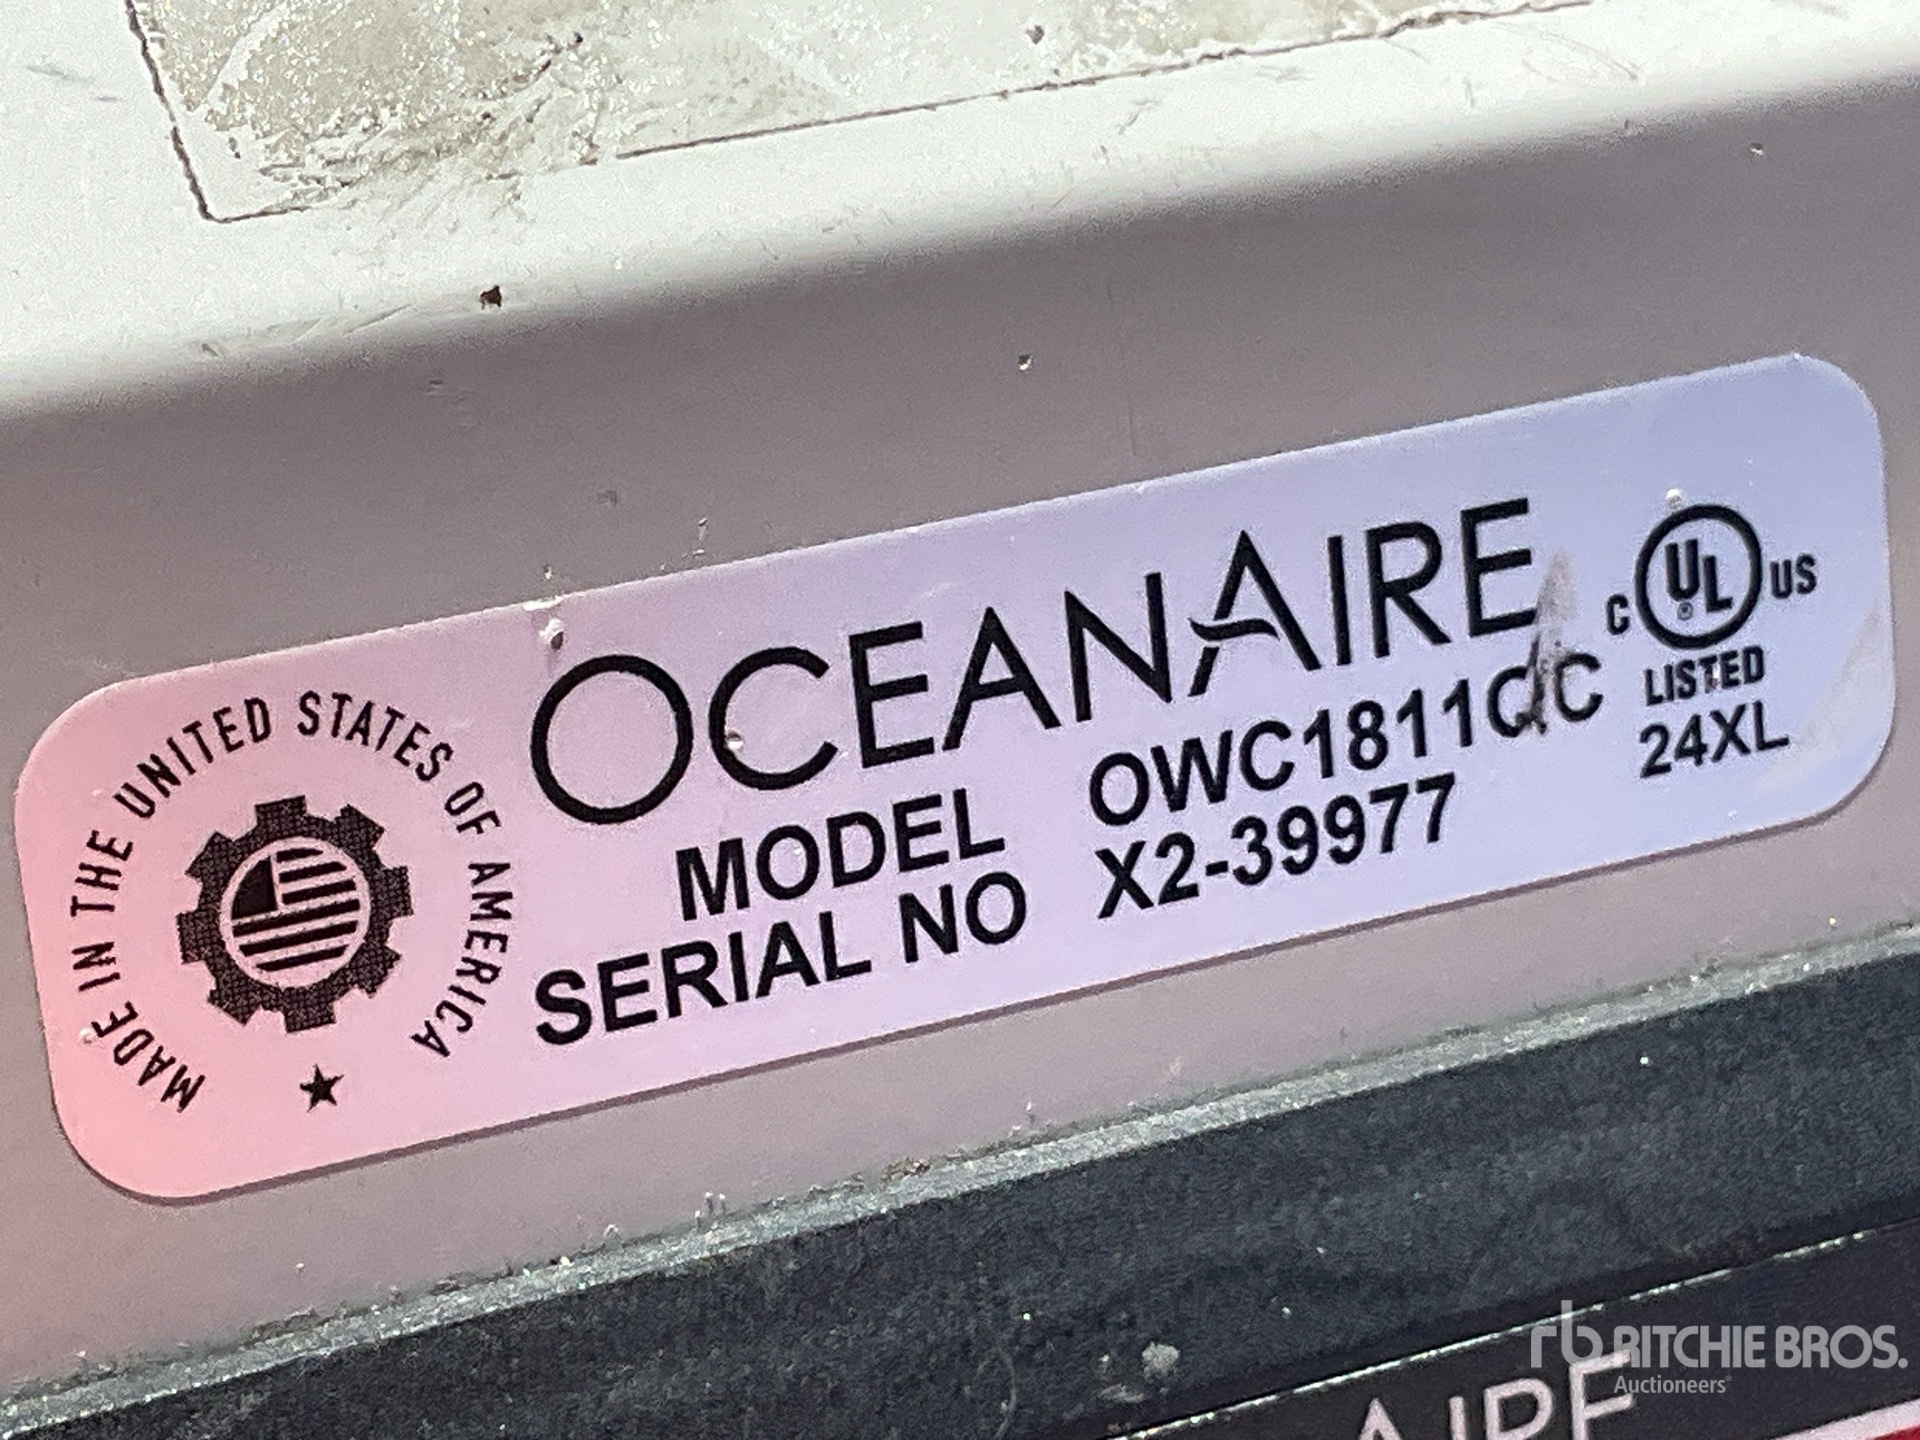 MADE IN THE UNITED STATES OF AMERICA
OCEANAIRE
MODEL OWC1811QC
SERIAL NO X2-39977
C UL® US
LISTED
24XL
AIRE
rb RITCHIE BROS.
Auctioneers®